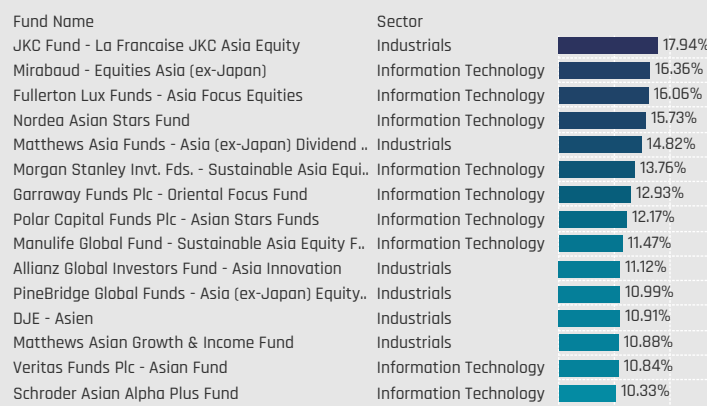 Fund Name Sector
JKC Fund - La Francaise JKC Asia Equity Industrials 17.94%
Mirabaud - Equities Asia (ex-Japan) Information Technology 16.36%
Fullerton Lux Funds - Asia Focus Equities Information Technology 16.06%
Nordea Asian Stars Fund Information Technology 15.73%
Matthews Asia Funds - Asia (ex-Japan) Dividend .. Industrials 14.82%
Morgan Stanley Invt. Fds. - Sustainable Asia Equi.. Information Technology 13.76%
Garraway Funds Plc - Oriental Focus Fund Information Technology 12.93%
Polar Capital Funds Plc - Asian Stars Funds Information Technology 12.17%
Manulife Global Fund - Sustainable Asia Equity F.. Information Technology 11.47%
Allianz Global Investors Fund - Asia Innovation Industrials 11.12%
PineBridge Global Funds - Asia (ex-Japan) Equity.. Industrials 10.99%
DJE - Asien Industrials 10.91%
Matthews Asian Growth & Income Fund Industrials 10.88%
Veritas Funds Plc - Asian Fund Information Technology 10.84%
Schroder Asian Alpha Plus Fund Information Technology 10.33%